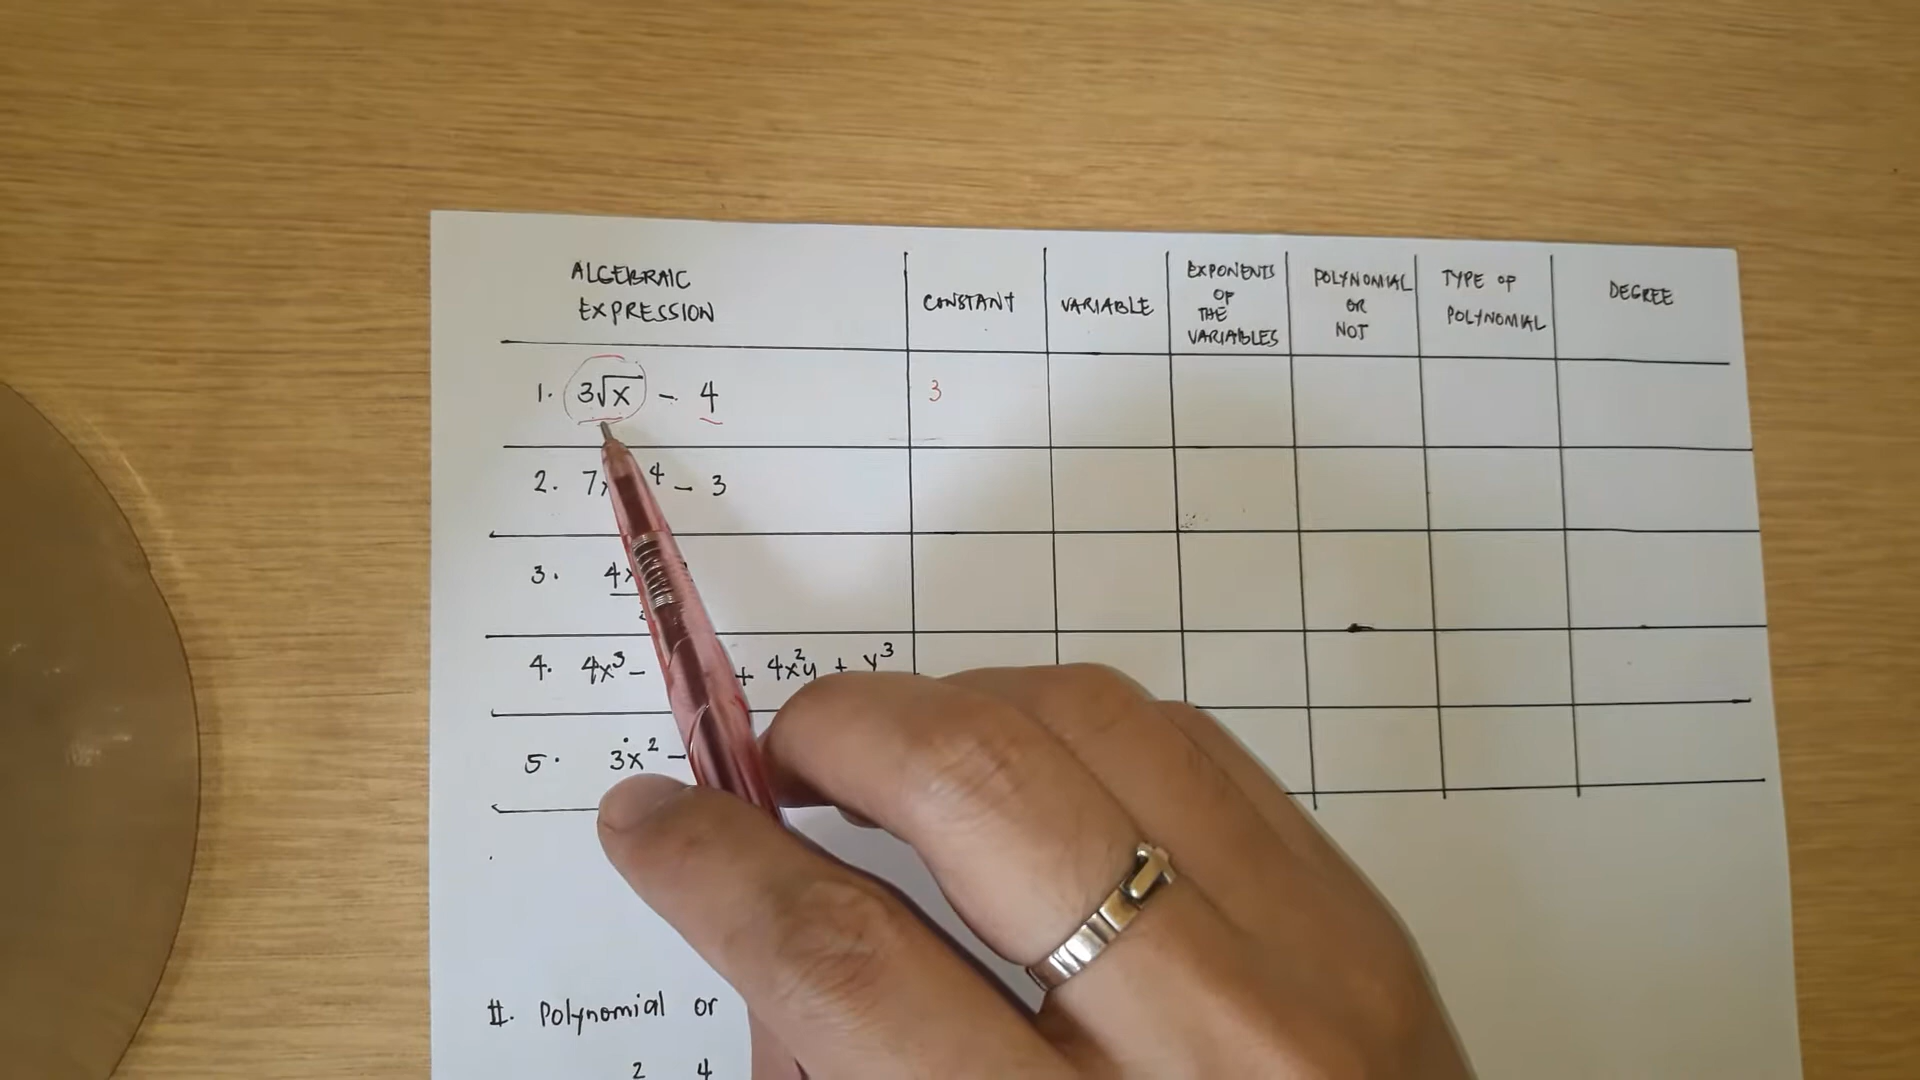 ALGEBRAIC
EXPRESSION
CONSTANT
VARIABLE
EXPONENTS
OF
THE
VARIABLES
POLYNOMIAL
OR
NOT
TYPE OF
POLYNOMIAL
DEGREE
1. 3√x - 4
3
2. 7x 4 - 3
3. 4x
4. 4x³ - + 4x²y + y³
5. 3x² -
II. Polynomial or
2 4